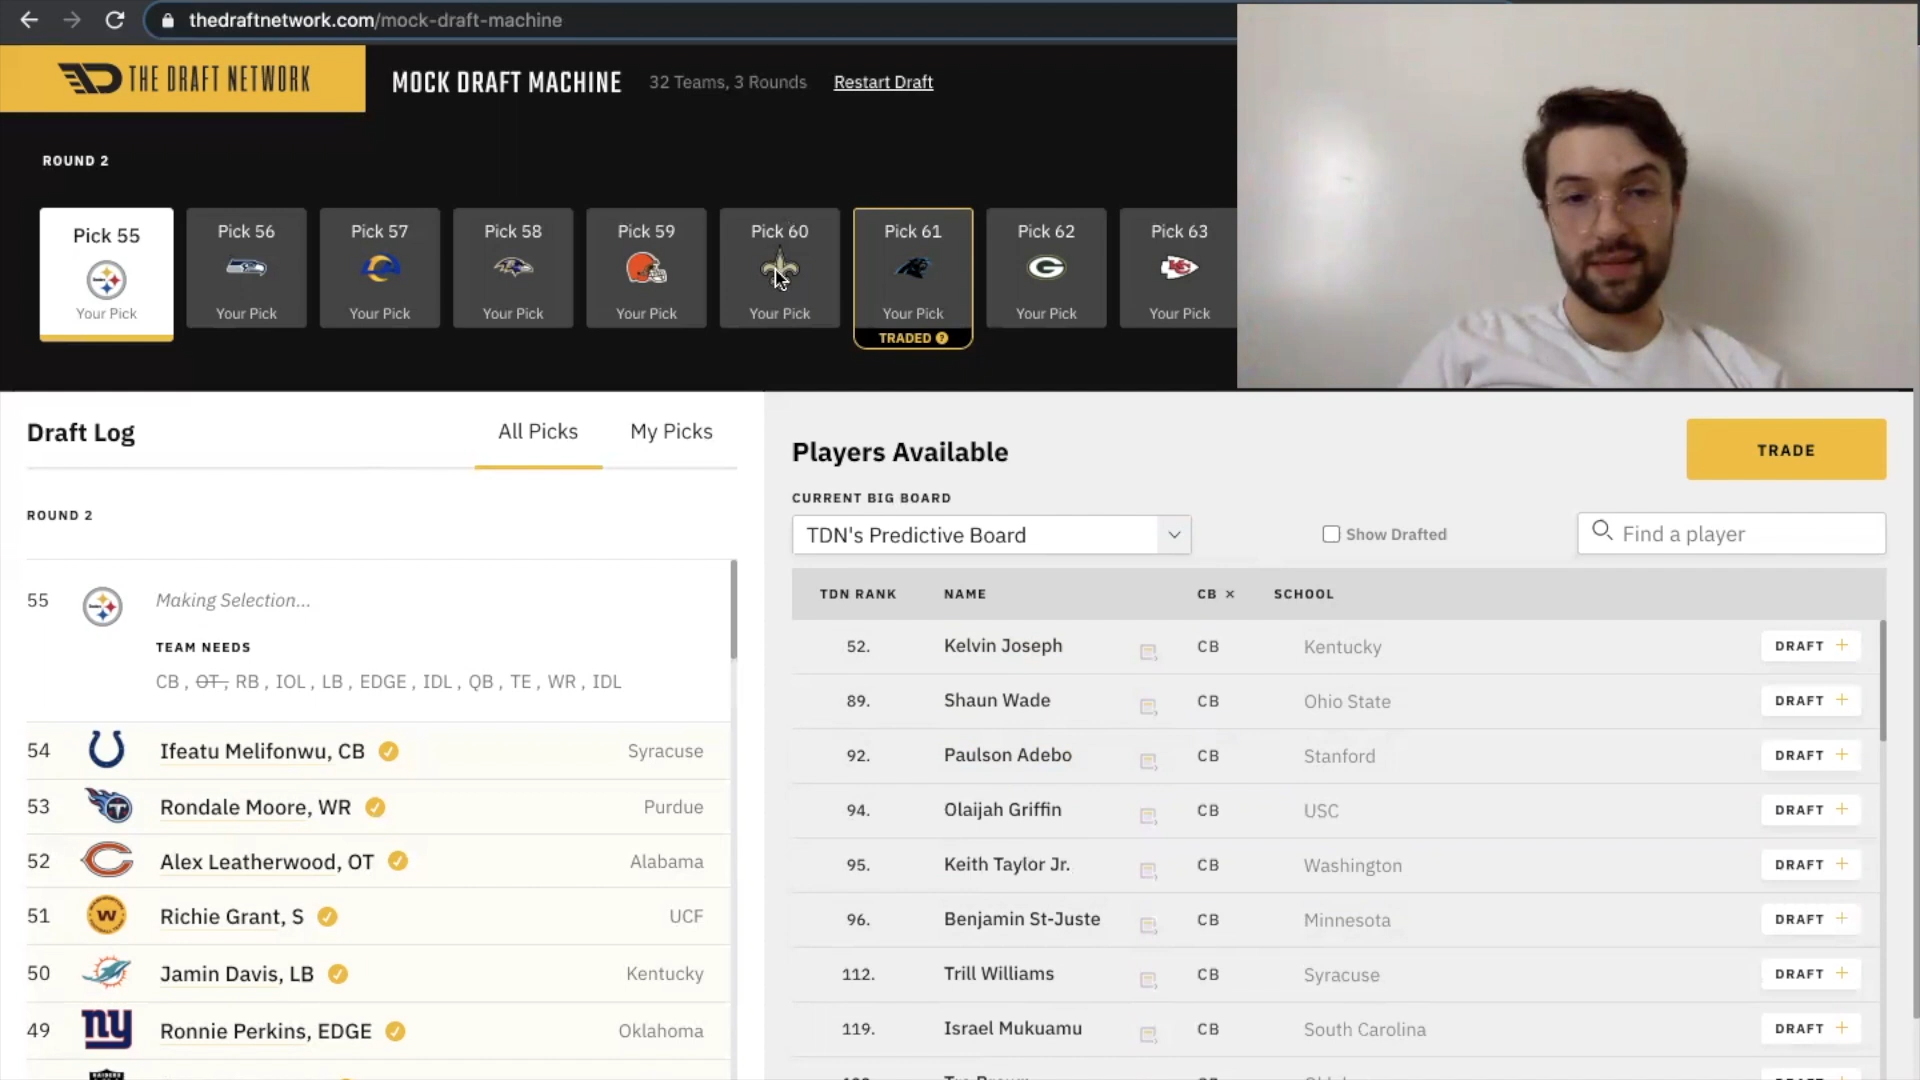 thedraftnetwork.com/mock-draft-machine
THE DRAFT NETWORK
MOCK DRAFT MACHINE 32 Teams, 3 Rounds Restart Draft
ROUND 2
Pick 55 Pick 56 Pick 57 Pick 58 Pick 59 Pick 60 Pick 61 Pick 62 Pick 63
Your Pick Your Pick Your Pick Your Pick Your Pick Your Pick Your Pick Your Pick Your Pick
TRADED ?
Draft Log All Picks My Picks
ROUND 2
55 Making Selection...
TEAM NEEDS
CB , OT , RB , IOL , LB , EDGE , IDL , QB , TE , WR , IDL
54 Ifeatu Melifonwu, CB Syracuse
53 Rondale Moore, WR Purdue
52 Alex Leatherwood, OT Alabama
51 Richie Grant, S UCF
50 Jamin Davis, LB Kentucky
49 Ronnie Perkins, EDGE Oklahoma
Players Available TRADE
CURRENT BIG BOARD
TDN's Predictive Board Show Drafted Find a player
TDN RANK NAME CB × SCHOOL
52. Kelvin Joseph CB Kentucky DRAFT +
89. Shaun Wade CB Ohio State DRAFT +
92. Paulson Adebo CB Stanford DRAFT +
94. Olaijah Griffin CB USC DRAFT +
95. Keith Taylor Jr. CB Washington DRAFT +
96. Benjamin St-Juste CB Minnesota DRAFT +
112. Trill Williams CB Syracuse DRAFT +
119. Israel Mukuamu CB South Carolina DRAFT +